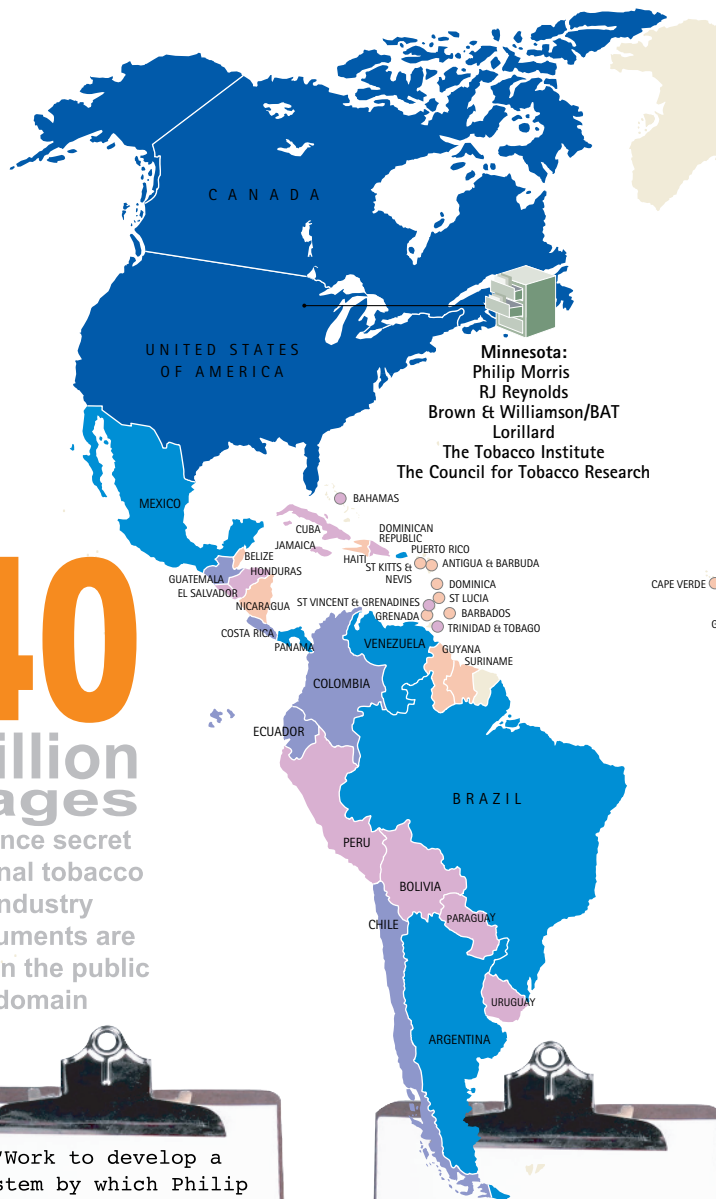 CANADA
UNITED STATES
OF AMERICA
Minnesota:
Philip Morris
RJ Reynolds
Brown & Williamson/BAT
Lorillard
The Tobacco Institute
The Council for Tobacco Research
MEXICO
BAHAMAS
CUBA
DOMINICAN
REPUBLIC
JAMAICA
HAITI
PUERTO RICO
BELIZE
ST KITTS &
NEVIS
ANTIGUA & BARBUDA
HONDURAS
GUATEMALA
EL SALVADOR
DOMINICA
CAPE VERDE
NICARAGUA
ST VINCENT & GRENADINES
ST LUCIA
GRENADA
BARBADOS
COSTA RICA
TRINIDAD & TOBAGO
G
PANAMA
VENEZUELA
GUYANA
SURINAME
COLOMBIA
ECUADOR
BRAZIL
PERU
BOLIVIA
CHILE
PARAGUAY
URUGUAY
ARGENTINA
40
illion
ages
nce secret
nal tobacco
ndustry
uments are
n the public
domain
"Work to develop a
stem by which Philip